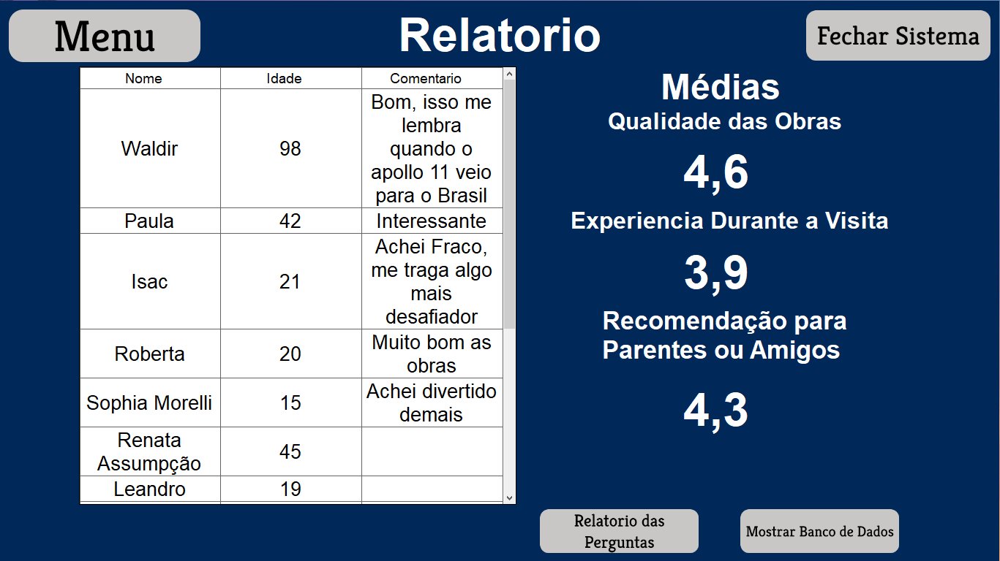 Menu
Relatorio
Fechar Sistema
Nome
Idade
Comentario
Waldir
98
Bom, isso me
lembra
quando o
apollo 11 veio
para o Brasil
Paula
42
Interessante
Isac
21
Achei Fraco,
me traga algo
mais
desafiador
Roberta
20
Muito bom as
obras
Sophia Morelli
15
Achei divertido
demais
Renata
Assumpção
45
Leandro
19
Médias
Qualidade das Obras
4,6
Experiencia Durante a Visita
3,9
Recomendação para
Parentes ou Amigos
4,3
Relatorio das
Perguntas
Mostrar Banco de Dados